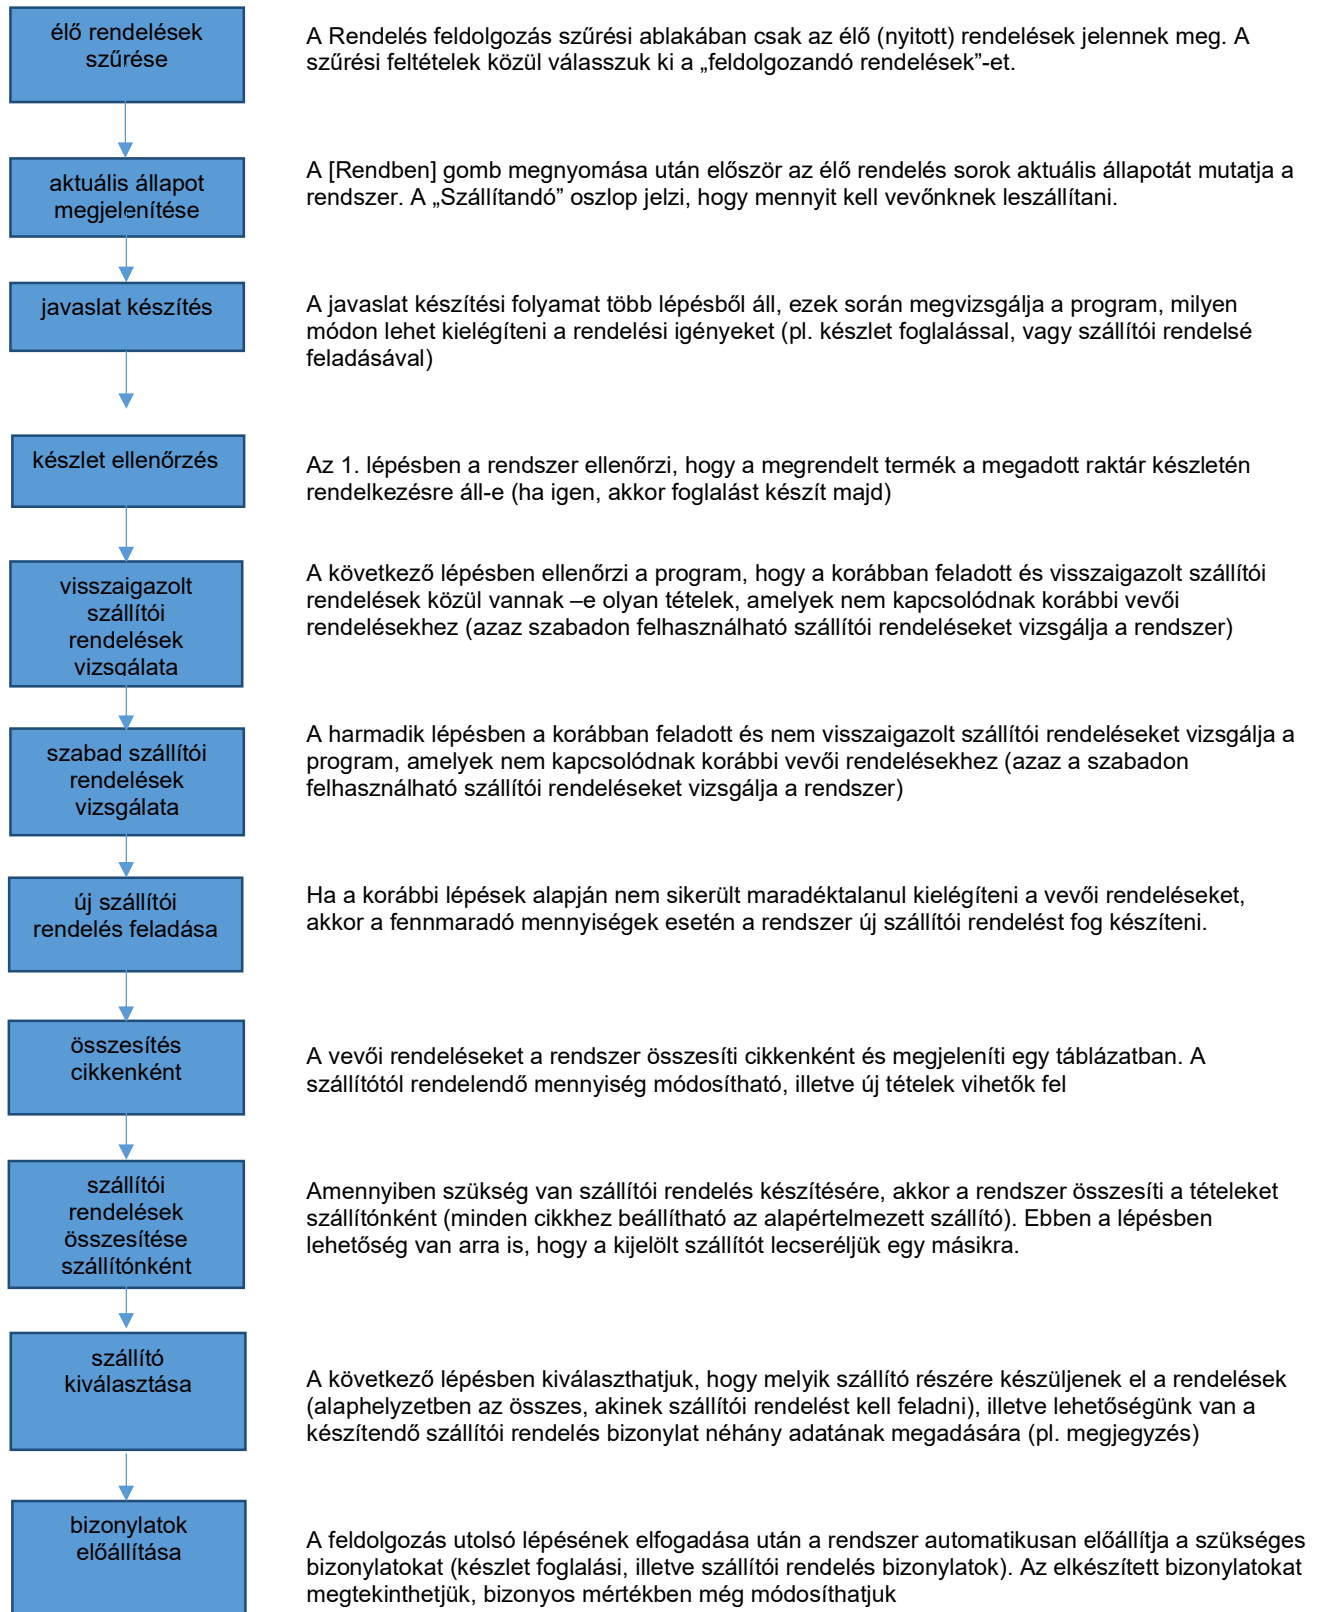 élő rendelések
szűrése
A Rendelés feldolgozás szűrési ablakában csak az élő (nyitott) rendelések jelennek meg. A
szűrési feltételek közül válasszuk ki a „feldolgozandó rendelések”-et.
aktuális állapot
megjelenítése
A [Rendben] gomb megnyomása után először az élő rendelés sorok aktuális állapotát mutatja a
rendszer. A „Szállítandó” oszlop jelzi, hogy mennyit kell vevőnknek leszállítani.
javaslat készítés
A javaslat készítési folyamat több lépésből áll, ezek során megvizsgálja a program, milyen
módon lehet kielégíteni a rendelési igényeket (pl. készlet foglalással, vagy szállítói rendelsé
feladásával)
készlet ellenőrzés
Az 1. lépésben a rendszer ellenőrzi, hogy a megrendelt termék a megadott raktár készletén
rendelkezésre áll-e (ha igen, akkor foglalást készít majd)
visszaigazolt
szállítói
rendelések
vizsgálata
A következő lépésben ellenőrzi a program, hogy a korábban feladott és visszaigazolt szállítói
rendelések közül vannak –e olyan tételek, amelyek nem kapcsolódnak korábbi vevői
rendelésekhez (azaz szabadon felhasználható szállítói rendeléseket vizsgálja a rendszer)
szabad szállítói
rendelések
vizsgálata
A harmadik lépésben a korábban feladott és nem visszaigazolt szállítói rendeléseket vizsgálja a
program, amelyek nem kapcsolódnak korábbi vevői rendelésekhez (azaz a szabadon
felhasználható szállítói rendeléseket vizsgálja a rendszer)
új szállítói
rendelés feladása
Ha a korábbi lépések alapján nem sikerült maradéktalanul kielégíteni a vevői rendeléseket,
akkor a fennmaradó mennyiségek esetén a rendszer új szállítói rendelést fog készíteni.
összesítés
cikkenként
A vevői rendeléseket a rendszer összesíti cikkenként és megjeleníti egy táblázatban. A
szállítótól rendelendő mennyiség módosítható, illetve új tételek vihetők fel
szállítói
rendelések
összesítése
szállítónként
Amennyiben szükség van szállítói rendelés készítésére, akkor a rendszer összesíti a tételeket
szállítónként (minden cikkhez beállítható az alapértelmezett szállító). Ebben a lépésben
lehetőség van arra is, hogy a kijelölt szállítót lecseréljük egy másikra.
szállító
kiválasztása
A következő lépésben kiválaszthatjuk, hogy melyik szállító részére készüljenek el a rendelések
(alaphelyzetben az összes, akinek szállítói rendelést kell feladni), illetve lehetőségünk van a
készítendő szállítói rendelés bizonylat néhány adatának megadására (pl. megjegyzés)
bizonylatok
előállítása
A feldolgozás utolsó lépésének elfogadása után a rendszer automatikusan előállítja a szükséges
bizonylatokat (készlet foglalási, illetve szállítói rendelés bizonylatok). Az elkészített bizonylatokat
megtekinthetjük, bizonyos mértékben még módosíthatjuk